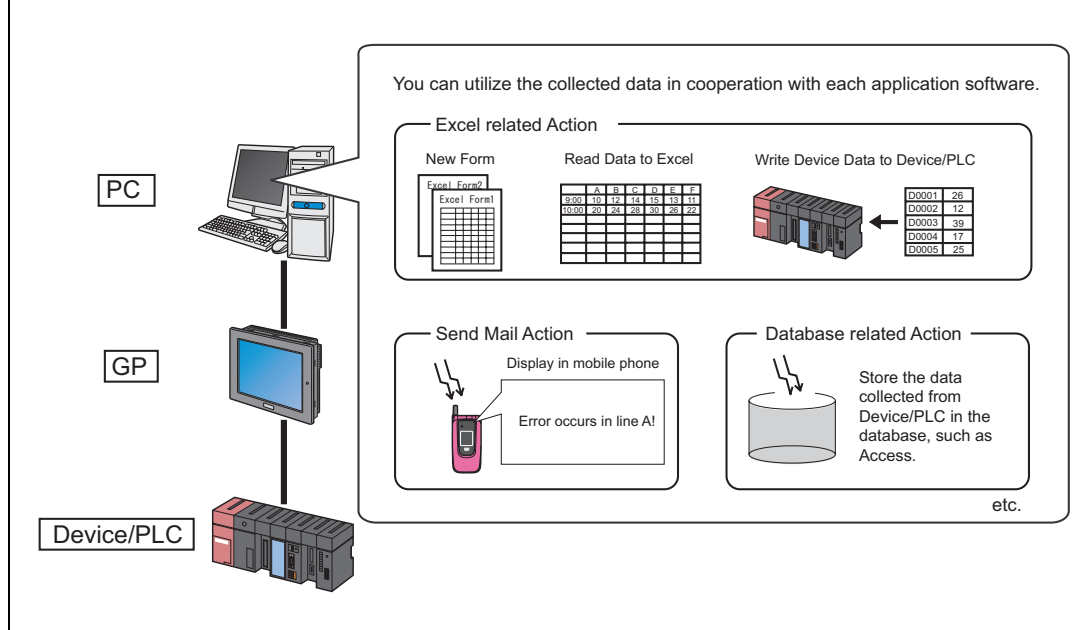 You can utilize the collected data in cooperation with each application software.
Excel related Action
New Form
Read Data to Excel
Write Device Data to Device/PLC
Excel Form2
Excel Form1
A B C D E F
9:00 10 12 14 15 13 11
10:00 20 24 28 30 26 22
D0001 26
D0002 12
D0003 39
D0004 17
D0005 25
PC
Send Mail Action
Display in mobile phone
Error occurs in line A!
Database related Action
Store the data
collected from
Device/PLC in the
database, such as
Access.
GP
etc.
Device/PLC